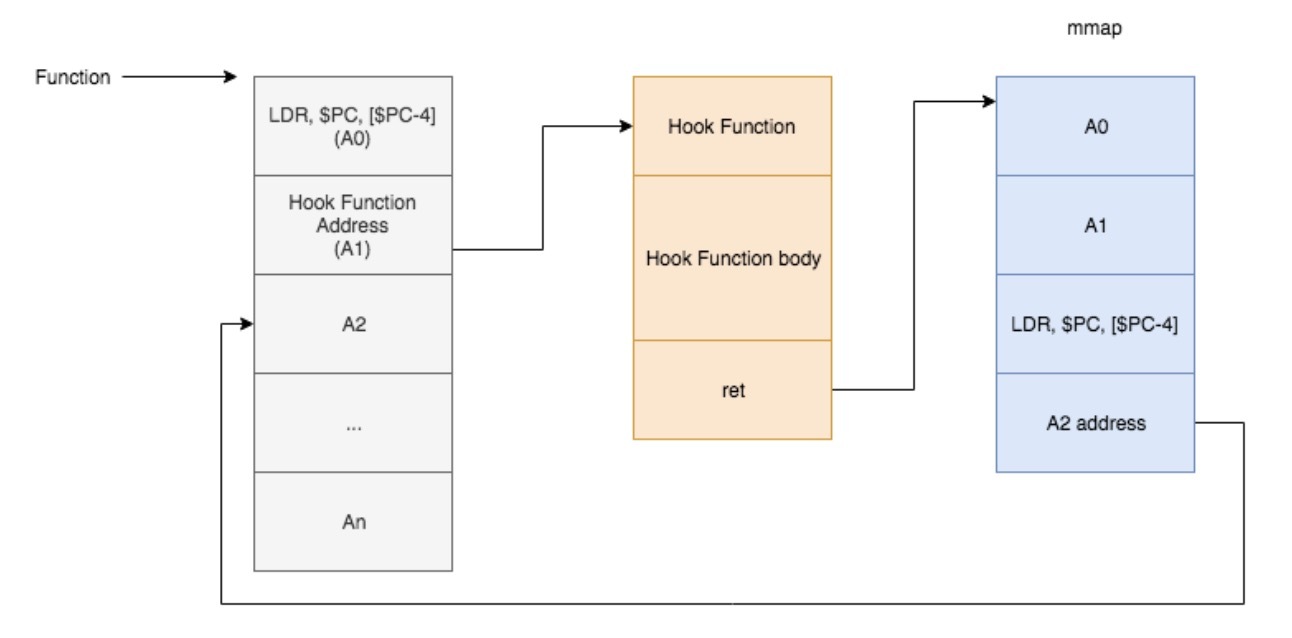 mmap
Function
LDR, $PC, [$PC-4]
(A0)
Hook Function
Address
(A1)
A2
...
An
Hook Function
Hook Function body
ret
A0
A1
LDR, $PC, [$PC-4]
A2 address